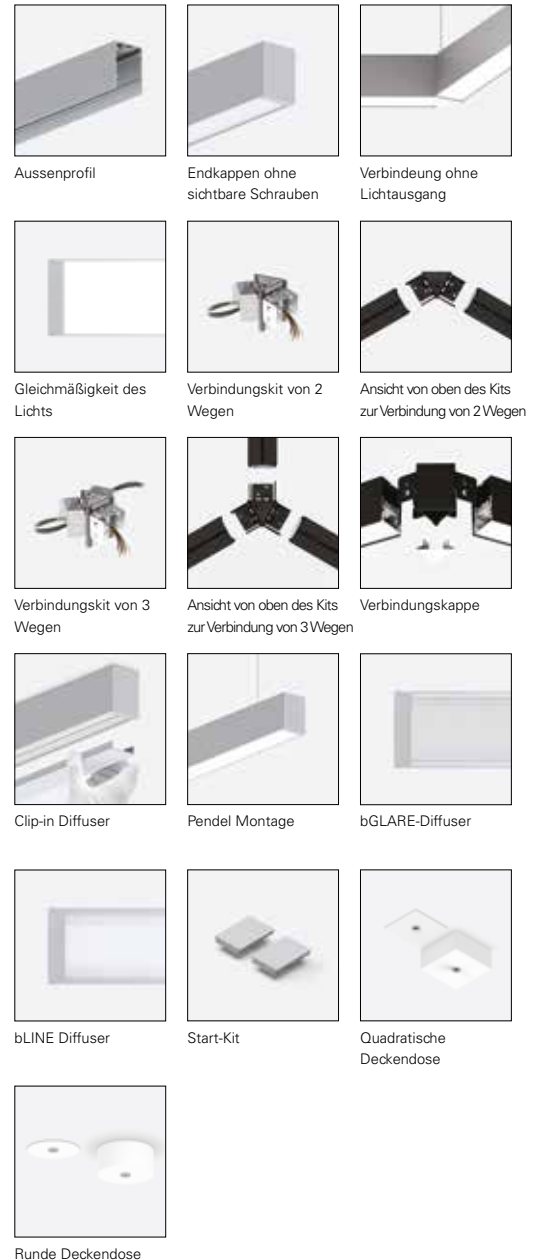 Aussenprofil
Endkappen ohne
sichtbare Schrauben
Verbindeung ohne
Lichtausgang
Gleichmäßigkeit des
Lichts
Verbindungskit von 2
Wegen
Ansicht von oben des Kits
zur Verbindung von 2 Wegen
Verbindungskit von 3
Wegen
Ansicht von oben des Kits
zur Verbindung von 3 Wegen
Verbindungskappe
Clip-in Diffuser
Pendel Montage
bGLARE-Diffuser
bLINE Diffuser
Start-Kit
Quadratische
Deckendose
Runde Deckendose